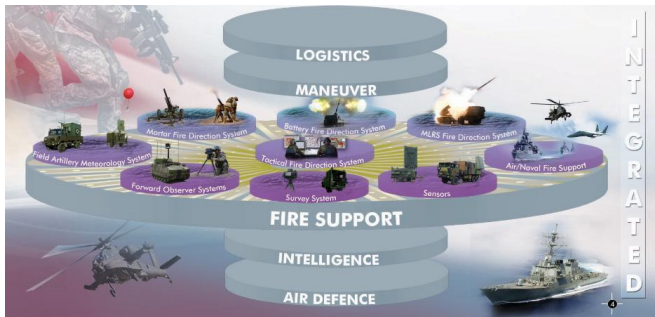 LOGISTICS
MANEUVER
Mortar Fire Direction System
Battery Fire Direction System
MLRS Fire Direction System
Field Artillery Meteorology System
Tactical Fire Direction System
Air/Naval Fire Support
Forward Observer Systems
Survey System
Sensors
FIRE SUPPORT
INTELLIGENCE
AIR DEFENCE
INTEGRATED
4